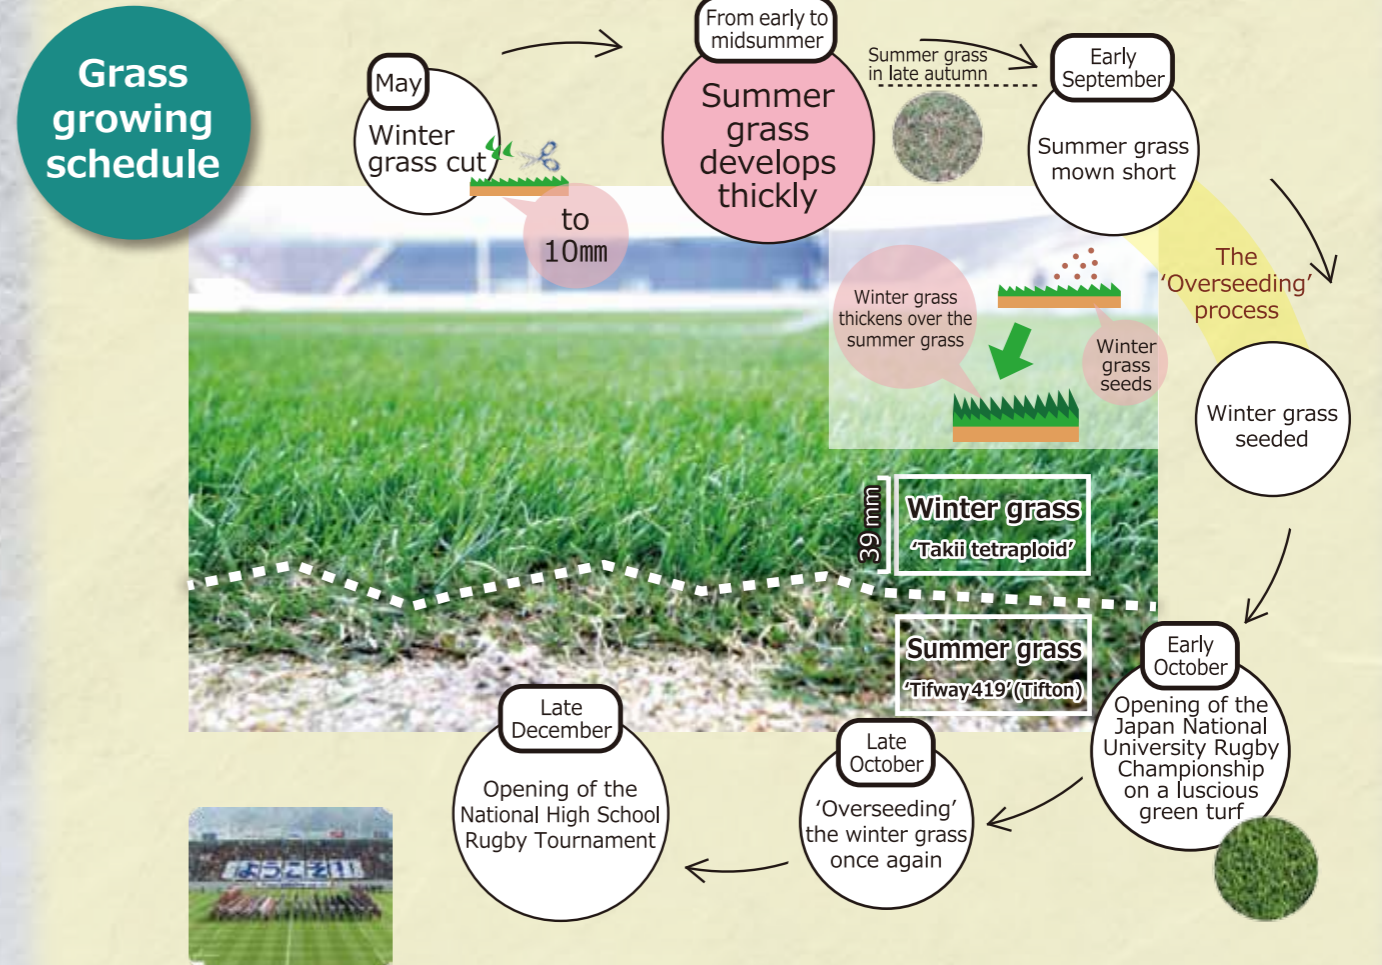 Grass
growing
schedule
May
Winter
grass cut
to
10mm
From early to
midsummer
Summer
grass
develops
thickly
Summer grass
in late autumn
Early
September
Summer grass
mown short
The
'Overseeding'
process
Winter grass
thickens over the
summer grass
Winter
grass
seeds
Winter grass
seeded
39 mm
Winter grass
'Takii tetraploid'
Summer grass
'Tifway419'(Tifton)
Early
October
Opening of the
Japan National
University Rugby
Championship
on a luscious
green turf
Late
October
'Overseeding'
the winter grass
once again
Late
December
Opening of the
National High School
Rugby Tournament
ようこそ!!